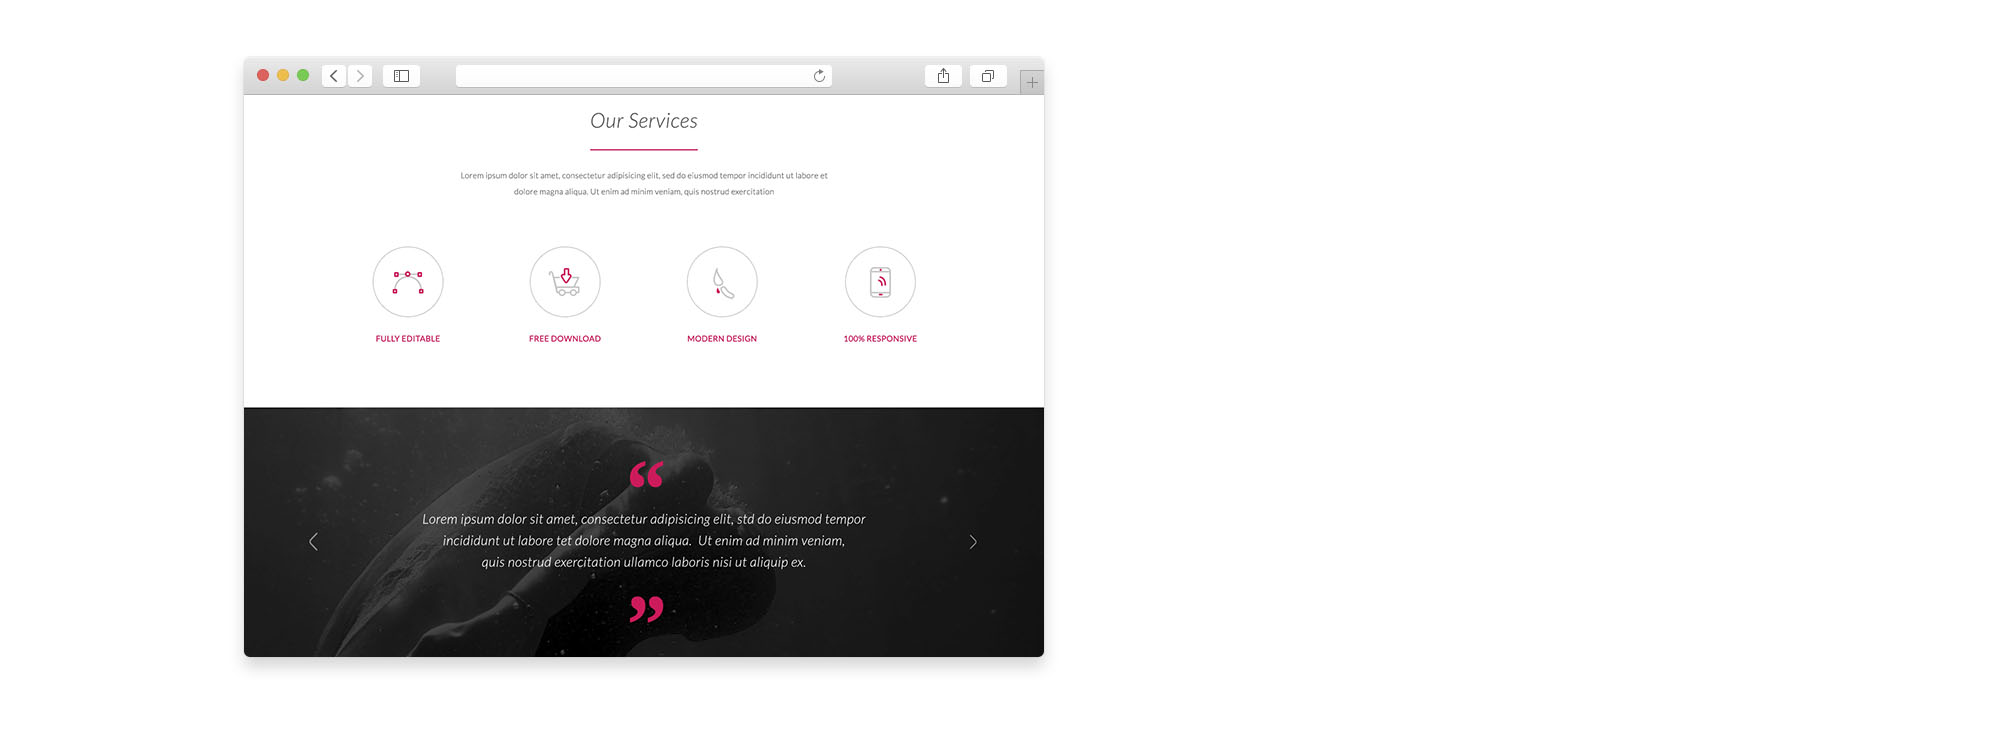 Our Services
Lorem ipsum dolor sit amet, consectetur adipisicing elit, sed do eiusmod tempor incididunt ut labore et
dolore magna aliqua. Ut enim ad minim veniam, quis nostrud exercitation
FULLY EDITABLE
FREE DOWNLOAD
MODERN DESIGN
100% RESPONSIVE
“
Lorem ipsum dolor sit amet, consectetur adipisicing elit, std do eiusmod tempor
incididunt ut labore tet dolore magna aliqua.  Ut enim ad minim veniam,
quis nostrud exercitation ullamco laboris nisi ut aliquip ex.
”